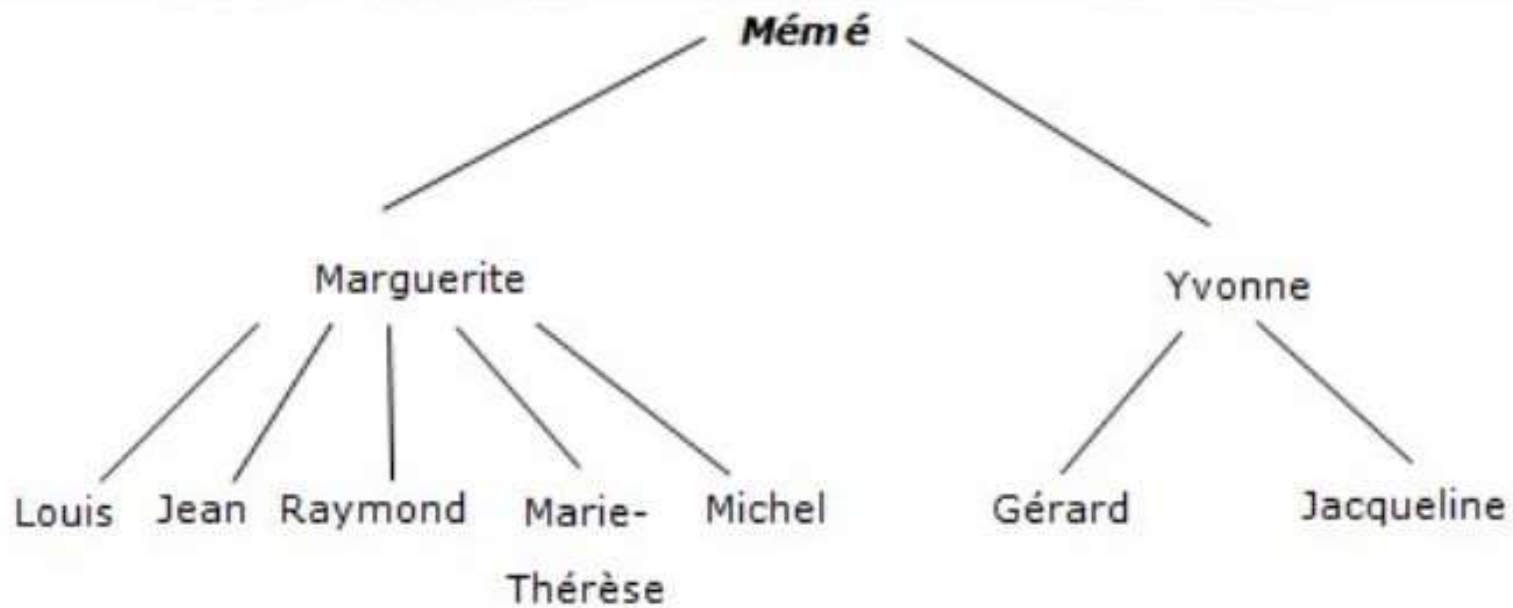 Mémé
Marguerite
Yvonne
Louis Jean Raymond Marie- Michel Gérard Jacqueline
Thérèse